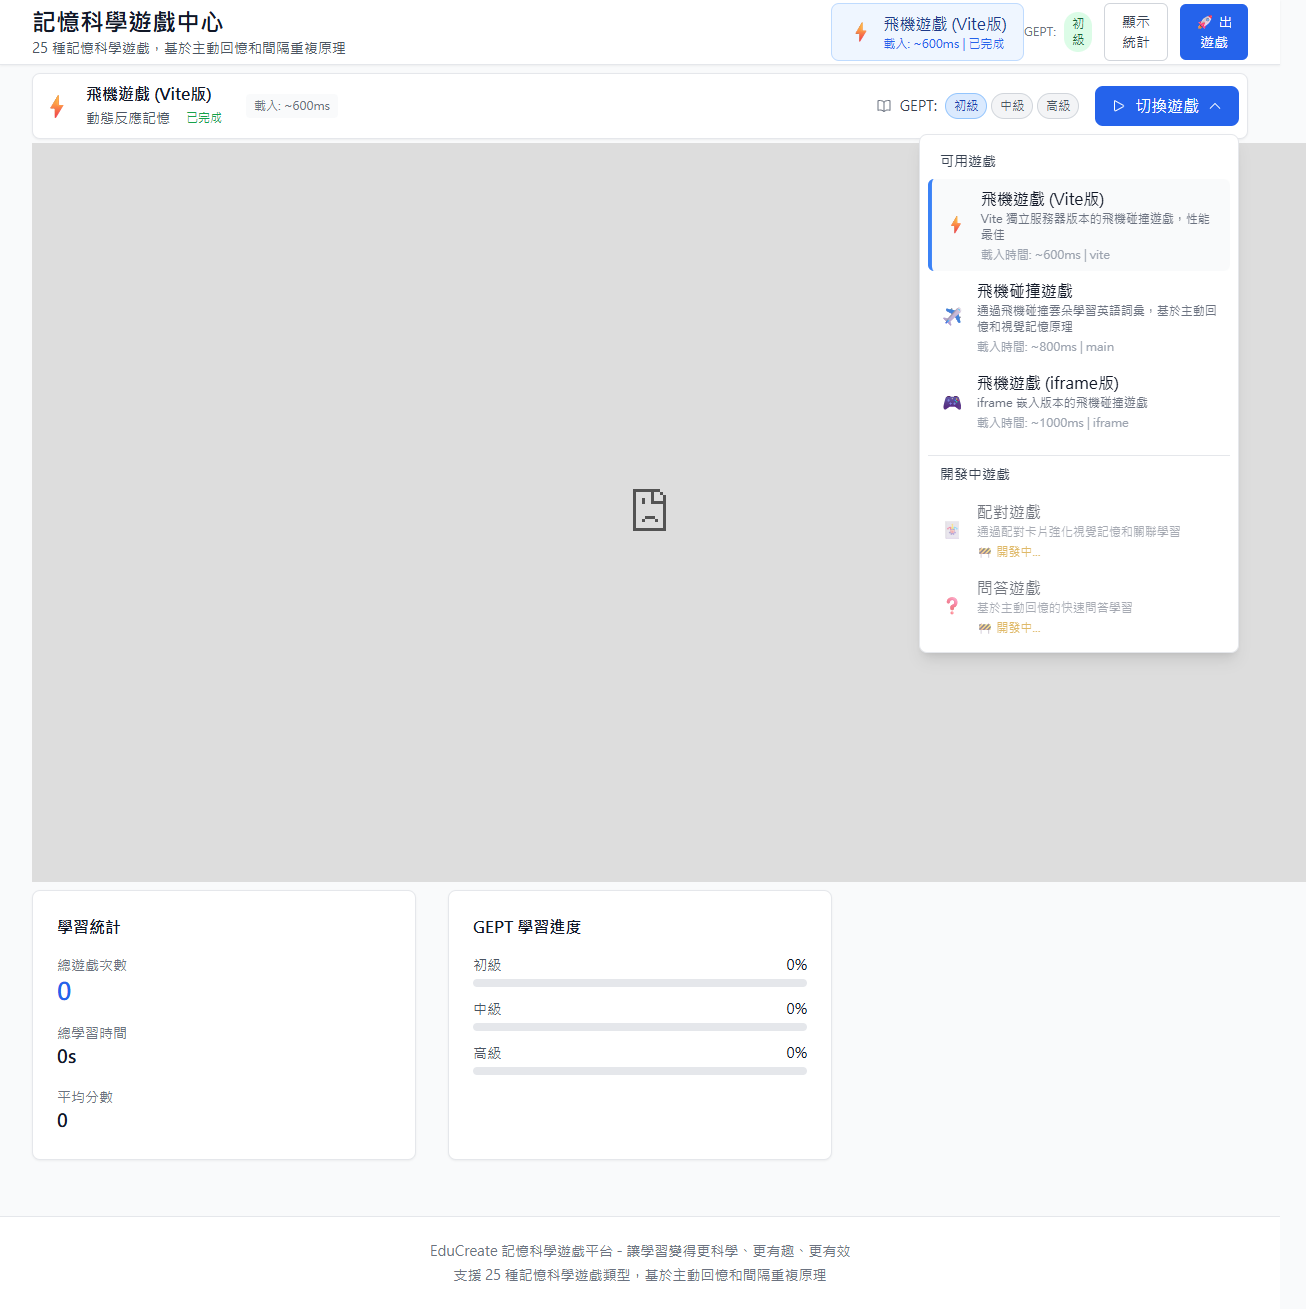 記憶科學遊戲中心
25 種記憶科學遊戲，基於主動回憶和間隔重複原理
飛機遊戲 (Vite版)
載入: ~600ms | 已完成
GEPT:
初
級
顯示
統計
🚀 出
遊戲
飛機遊戲 (Vite版)
動態反應記憶 已完成
載入: ~600ms
GEPT: 初級 中級 高級
切換遊戲
可用遊戲
飛機遊戲 (Vite版)
Vite 獨立服務器版本的飛機碰撞遊戲，性能
最佳
載入時間: ~600ms | vite
飛機碰撞遊戲
通過飛機碰撞雲朵學習英語詞彙，基於主動回
憶和視覺記憶原理
載入時間: ~800ms | main
飛機遊戲 (iframe版)
iframe 嵌入版本的飛機碰撞遊戲
載入時間: ~1000ms | iframe
開發中遊戲
配對遊戲
通過配對卡片強化視覺記憶和關聯學習
🚧 開發中...
問答遊戲
基於主動回憶的快速問答學習
🚧 開發中...
學習統計
總遊戲次數
0
總學習時間
0s
平均分數
0
GEPT 學習進度
初級 0%
中級 0%
高級 0%
EduCreate 記憶科學遊戲平台 - 讓學習變得更科學、更有趣、更有效
支援 25 種記憶科學遊戲類型，基於主動回憶和間隔重複原理